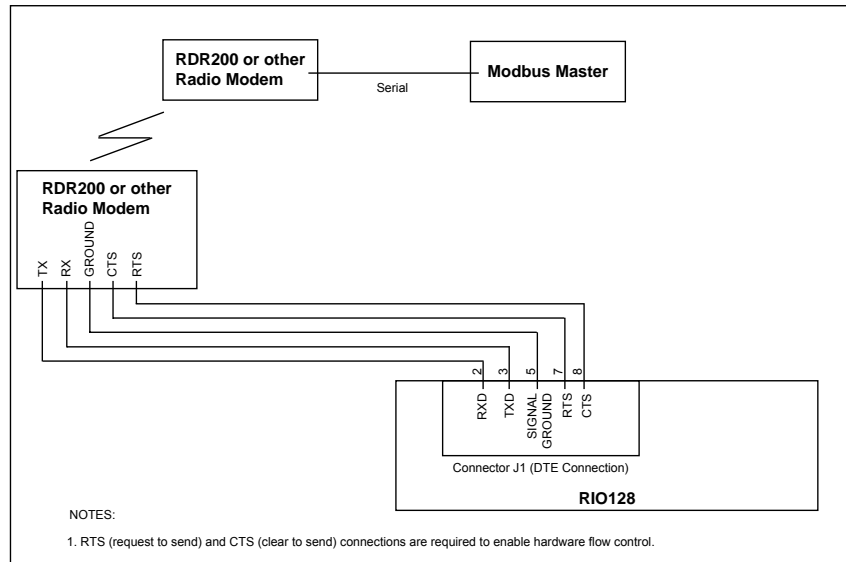 RDR200 or other
Radio Modem
Serial
Modbus Master
RDR200 or other
Radio Modem
TX
RX
GROUND
CTS
RTS
2
3
5
7
8
RXD
TXD
SIGNAL
GROUND
RTS
CTS
Connector J1 (DTE Connection)
RIO128
NOTES:
1. RTS (request to send) and CTS (clear to send) connections are required to enable hardware flow control.